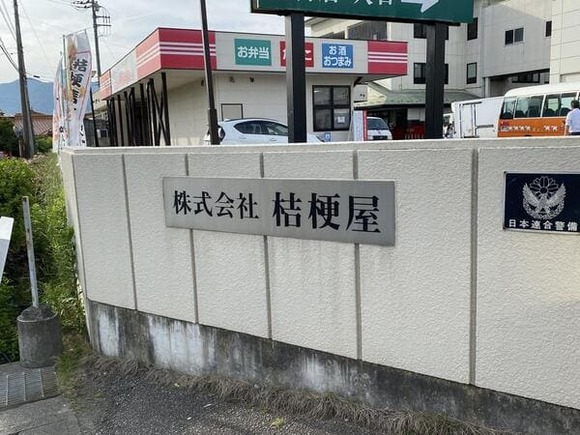 お弁当
お酒
おつまみ
桔梗信
株式会社 桔梗屋
日本連合警備